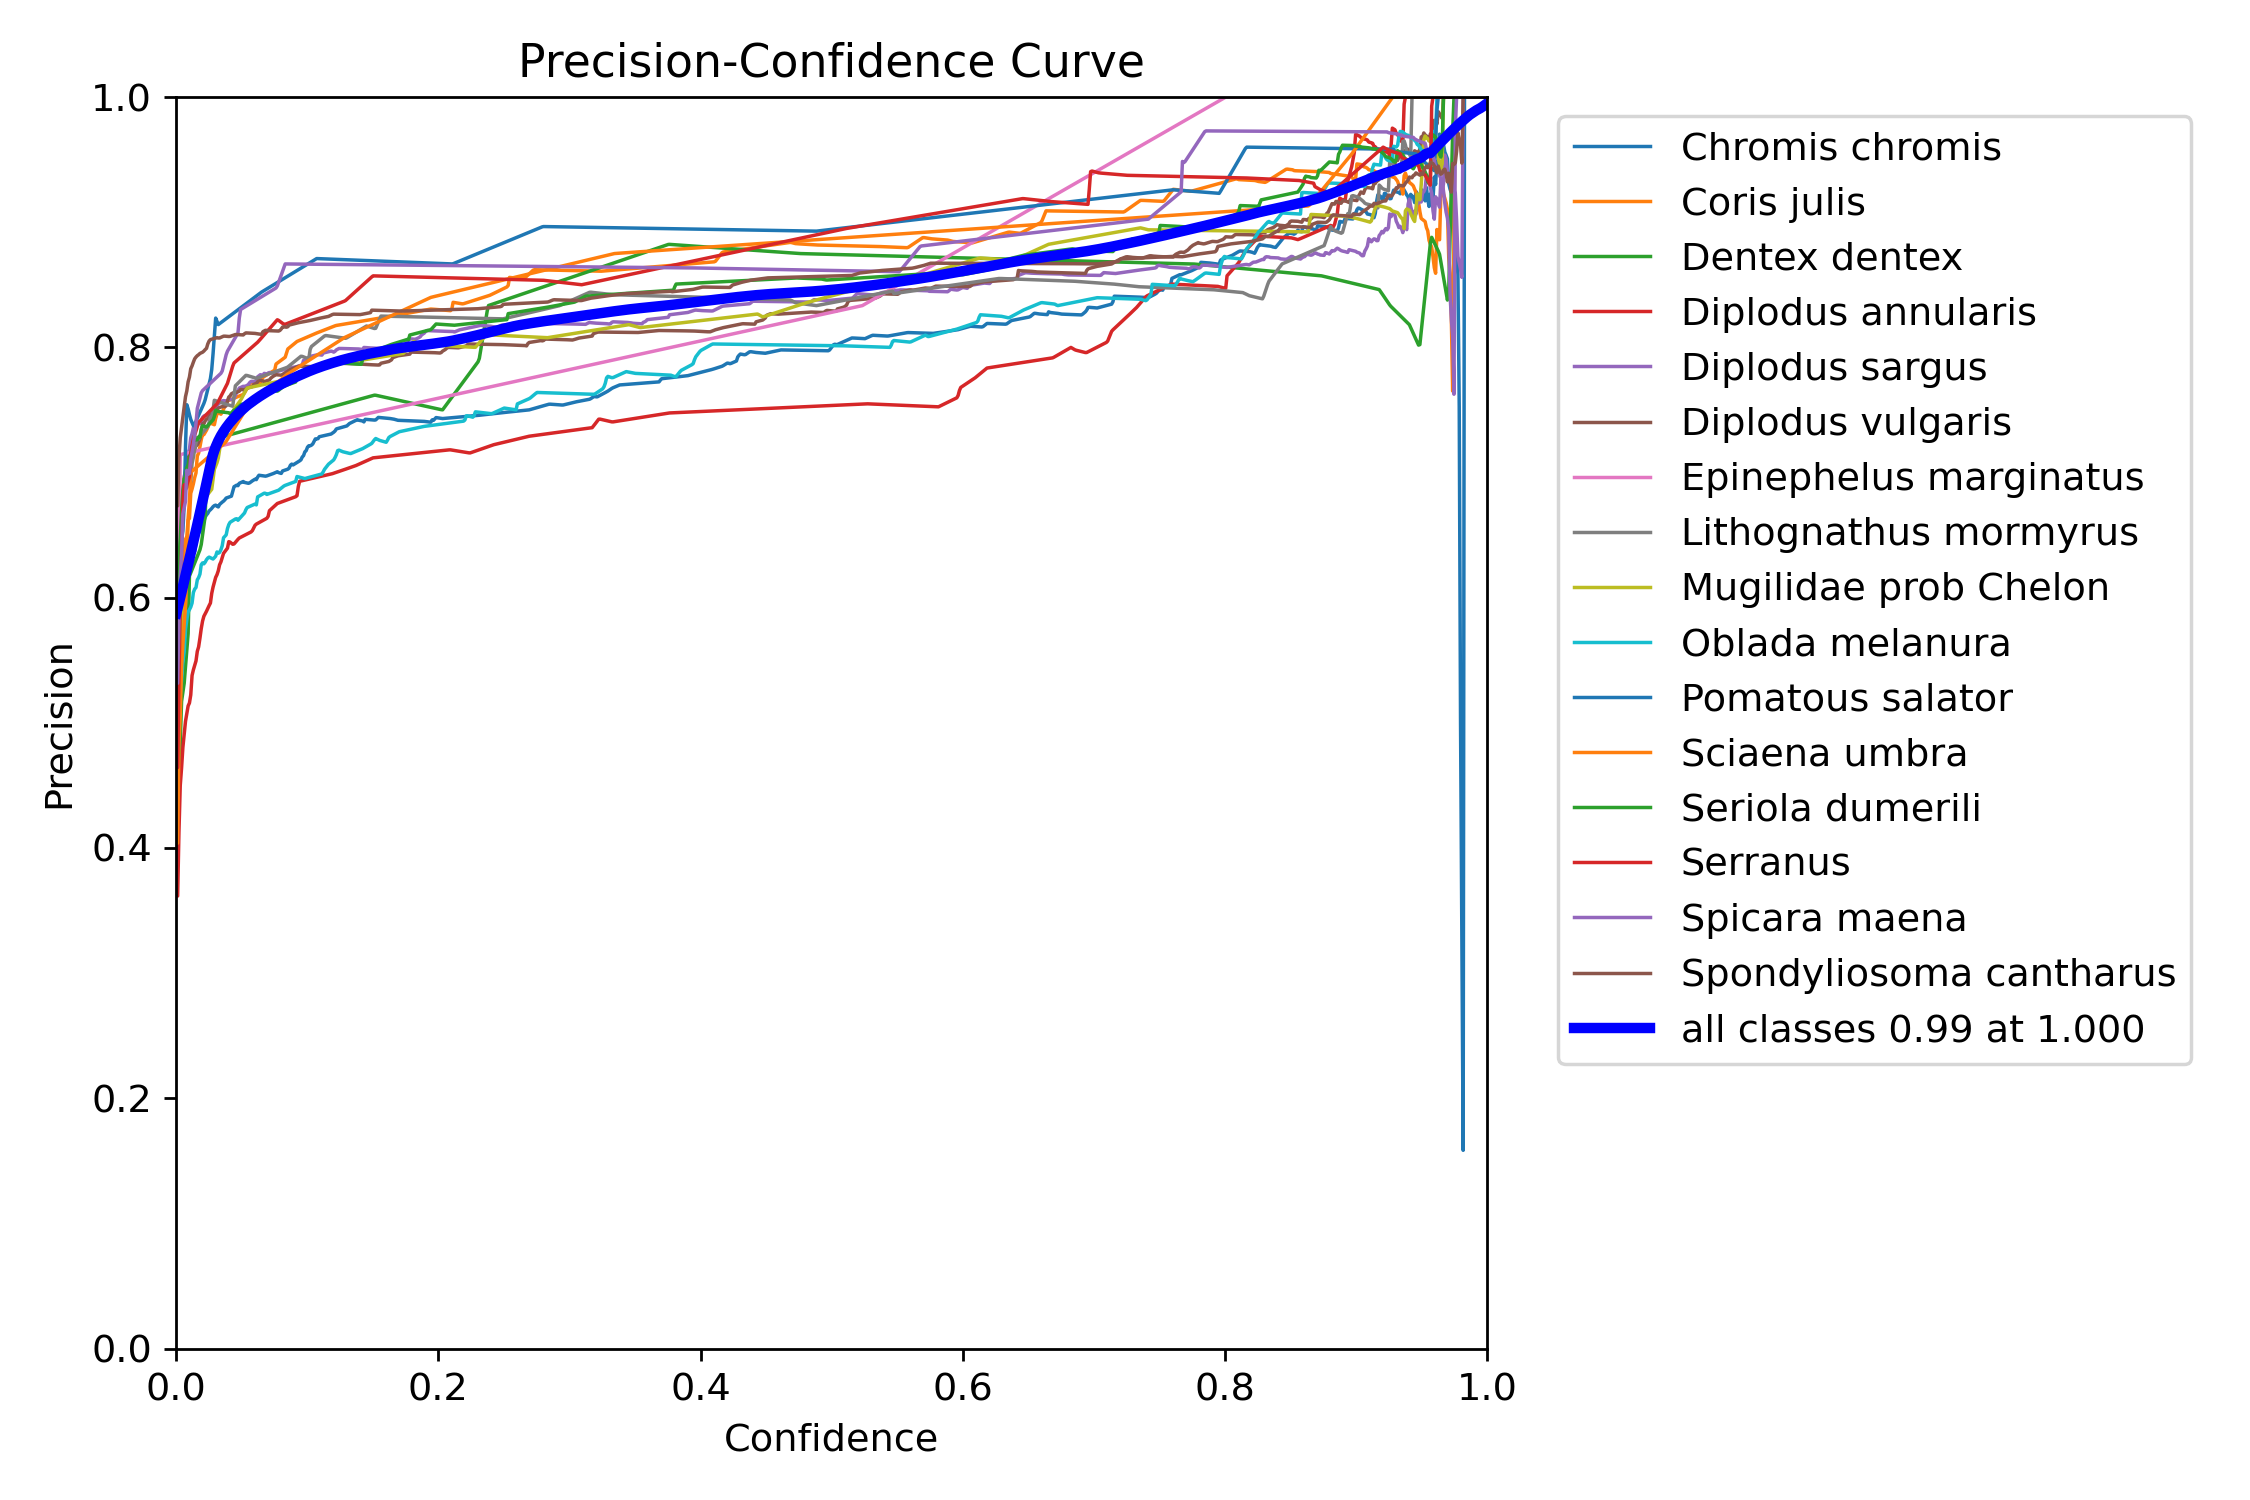 Precision-Confidence Curve
1.0
0.8
0.6
0.4
0.2
0.0
Precision
0.0 0.2 0.4 0.6 0.8 1.0
Confidence
Chromis chromis
Coris julis
Dentex dentex
Diplodus annularis
Diplodus sargus
Diplodus vulgaris
Epinephelus marginatus
Lithognathus mormyrus
Mugilidae prob Chelon
Oblada melanura
Pomatous salator
Sciaena umbra
Seriola dumerili
Serranus
Spicara maena
Spondyliosoma cantharus
all classes 0.99 at 1.000